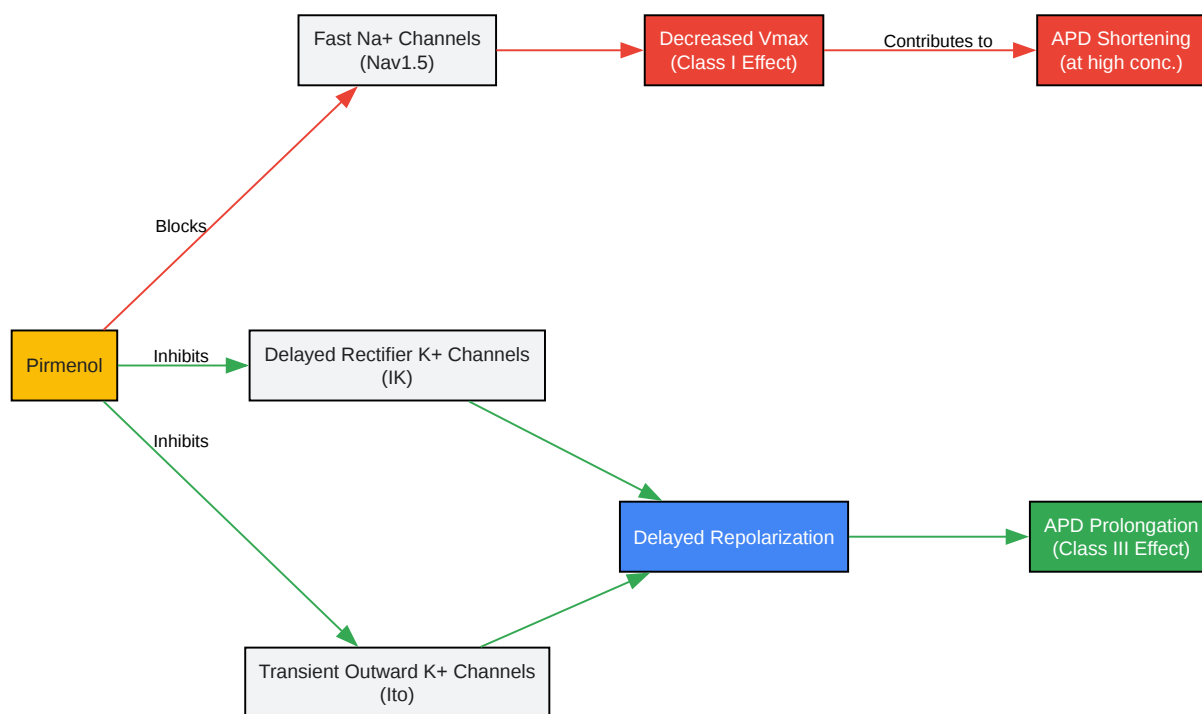 Fast Na+ Channels
(Nav1.5)
Decreased Vmax
(Class I Effect)
Contributes to
APD Shortening
(at high conc.)
Blocks
Pirmenol
Inhibits
Delayed Rectifier K+ Channels
(IK)
Inhibits
Delayed Repolarization
APD Prolongation
(Class III Effect)
Transient Outward K+ Channels
(Ito)